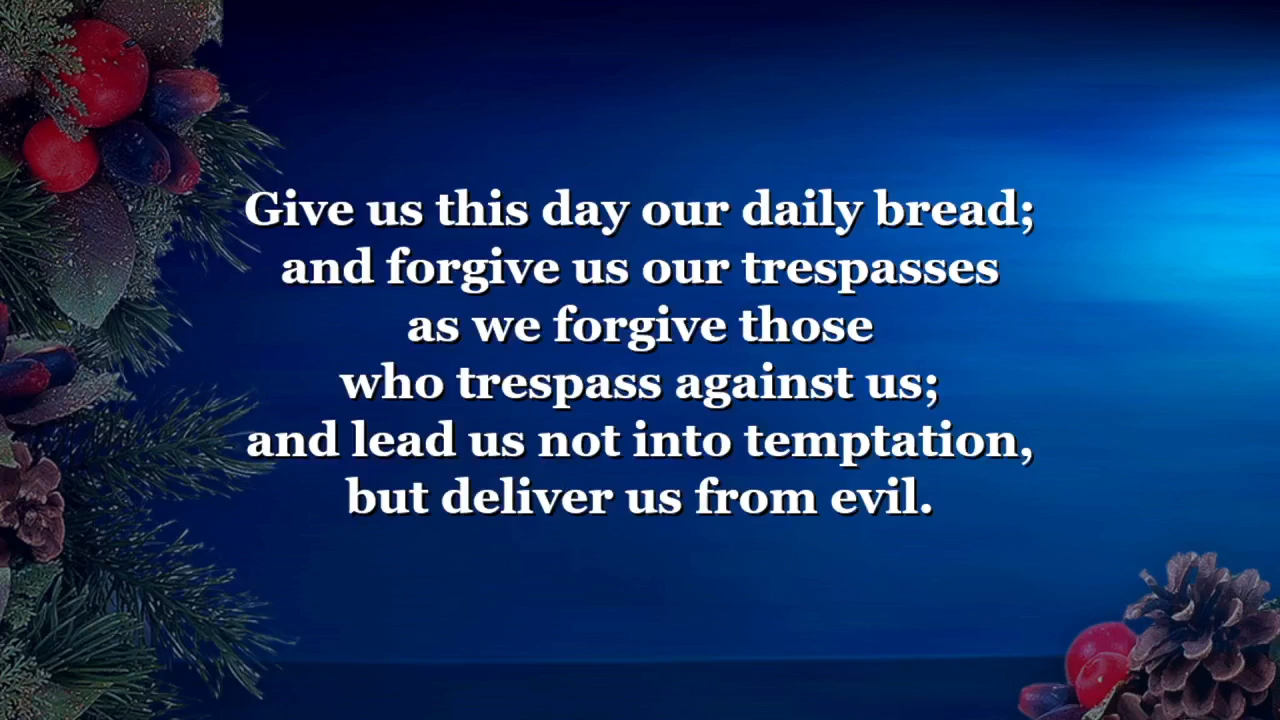 Give us this day our daily bread;
and forgive us our trespasses
as we forgive those
who trespass against us;
and lead us not into temptation,
but deliver us from evil.